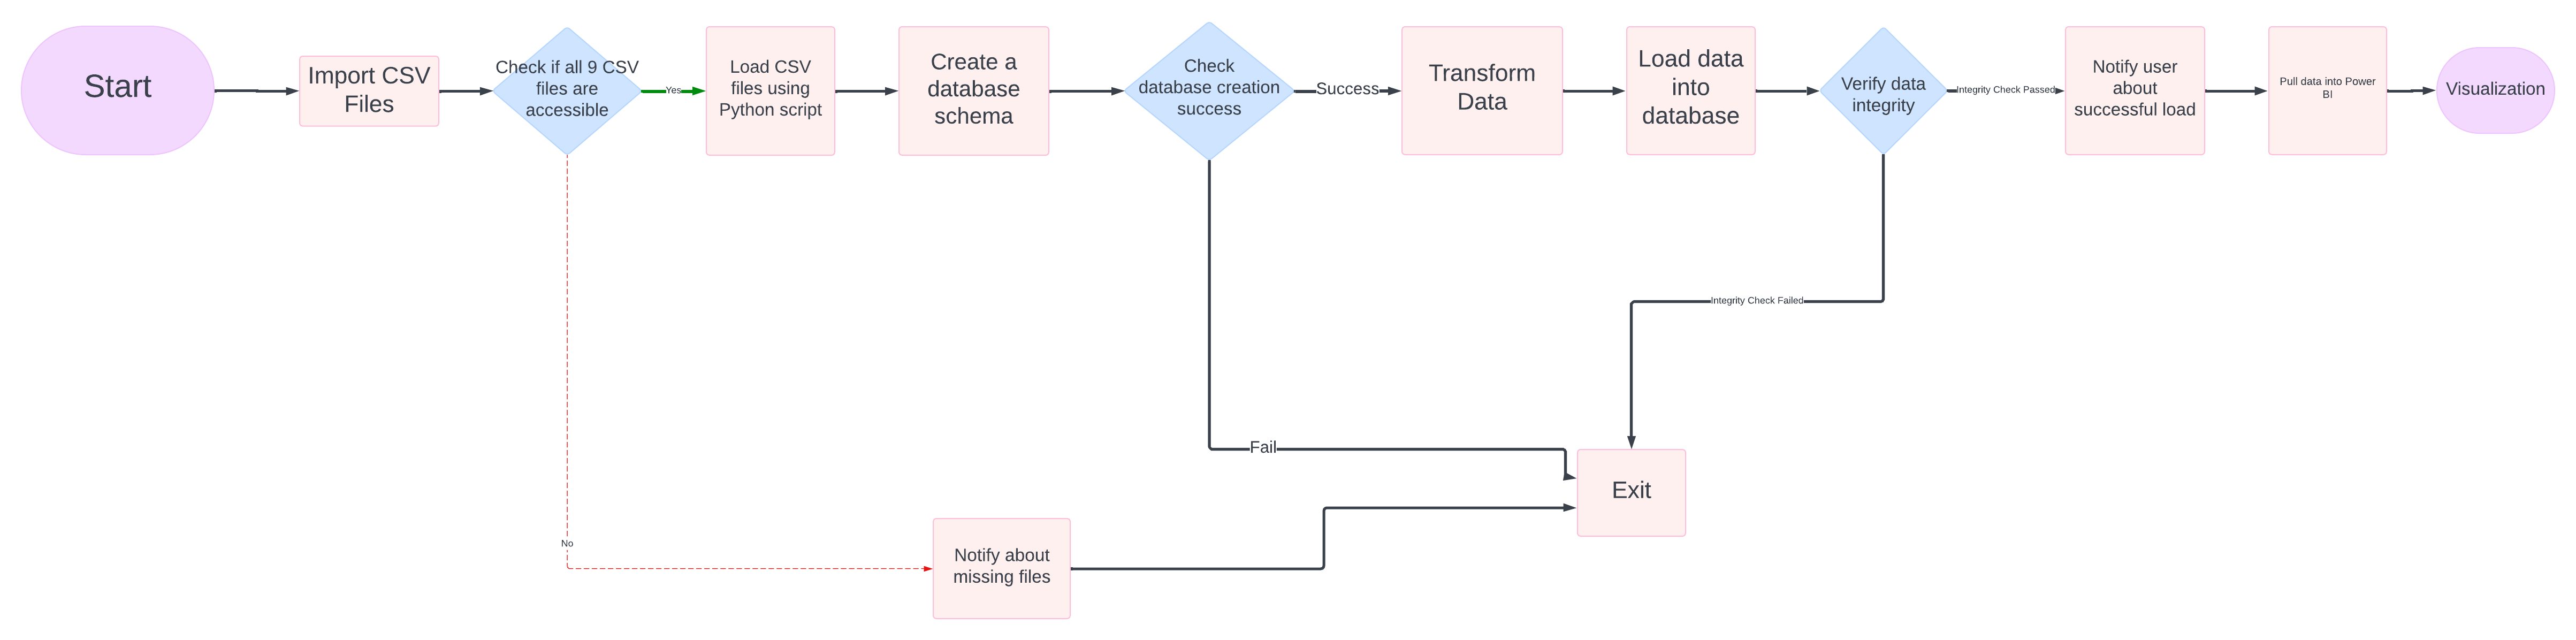 Start
Import CSV
Files
Check if all 9 CSV
files are
accessible
Yes
Load CSV
files using
Python script
Create a
database
schema
Check
database creation
success
Success
Transform
Data
Load data
into
database
Verify data
integrity
Integrity Check Passed
Notify user
about
successful load
Pull data into Power
BI
Visualization
Integrity Check Failed
Fail
Exit
No
Notify about
missing files